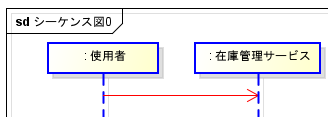 sd シーケンス図0
: 使用者
: 在庫管理サービス